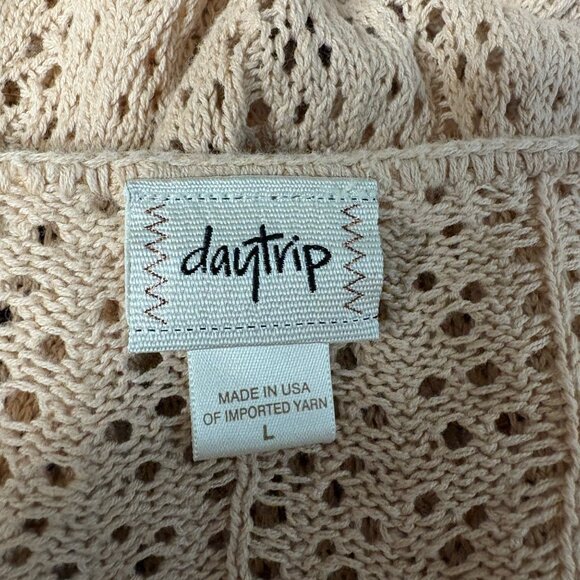 daytrip
MADE IN USA
OF IMPORTED YARN
L